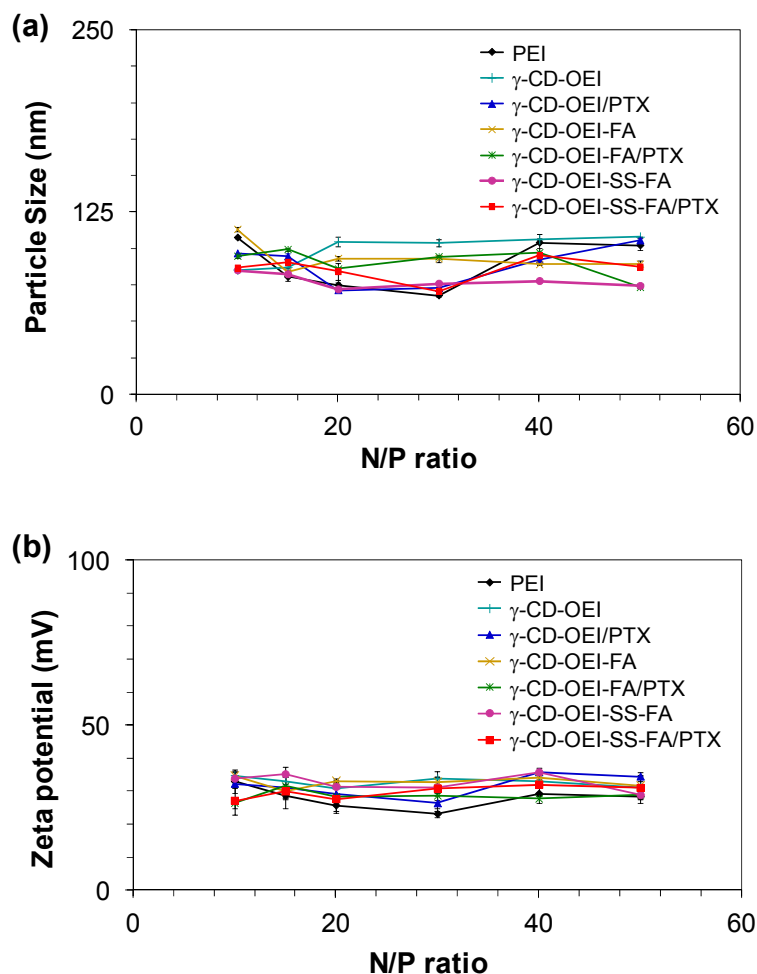 (a)
250
125
0
Particle Size (nm)
PEI
γ-CD-OEI
γ-CD-OEI/PTX
γ-CD-OEI-FA
γ-CD-OEI-FA/PTX
γ-CD-OEI-SS-FA
γ-CD-OEI-SS-FA/PTX
0 20 40 60
N/P ratio
(b)
100
50
0
Zeta potential (mV)
PEI
γ-CD-OEI
γ-CD-OEI/PTX
γ-CD-OEI-FA
γ-CD-OEI-FA/PTX
γ-CD-OEI-SS-FA
γ-CD-OEI-SS-FA/PTX
0 20 40 60
N/P ratio